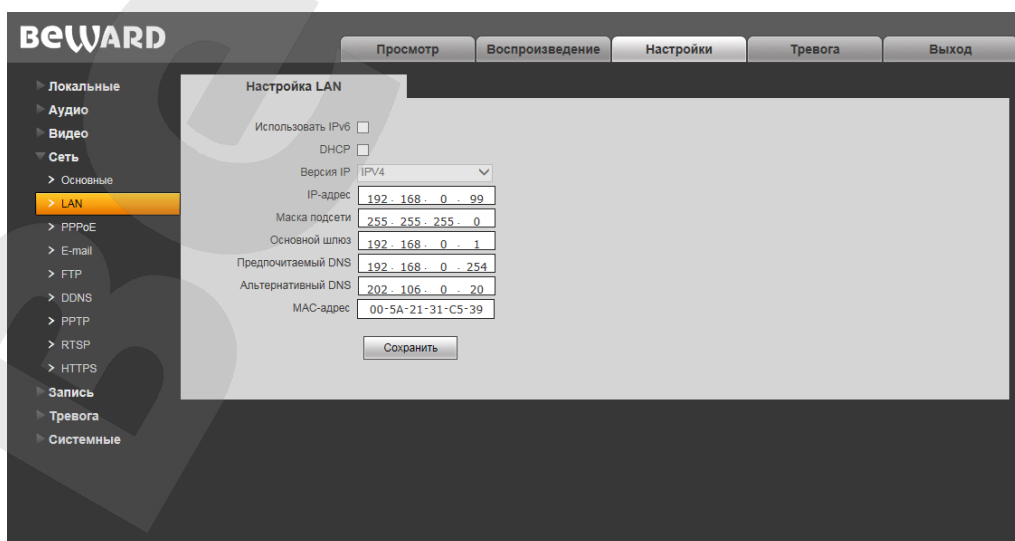 BEWARD
Просмотр Воспроизведение Настройки Тревога Выход
Локальные
Аудио
Видео
Сеть
> Основные
> LAN
> PPPoE
> E-mail
> FTP
> DDNS
> PPTP
> RTSP
> HTTPS
Запись
Тревога
Системные
Настройка LAN
Использовать IPv6
DHCP
Версия IP IPV4
IP-адрес 192 . 168 . 0 . 99
Маска подсети 255 . 255 . 255 . 0
Основной шлюз 192 . 168 . 0 . 1
Предпочитаемый DNS 192 . 168 . 0 . 254
Альтернативный DNS 202 . 106 . 0 . 20
MAC-адрес 00-5A-21-31-C5-39
Сохранить